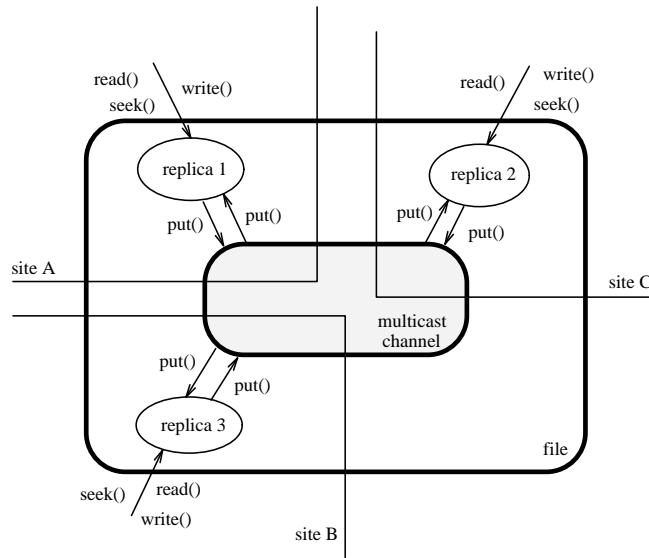 read()
write()
seek()
read()
write()
seek()
replica 1
replica 2
put()
put()
put()
put()
site A
site C
multicast
channel
put()
put()
replica 3
file
seek()
read()
write()
site B